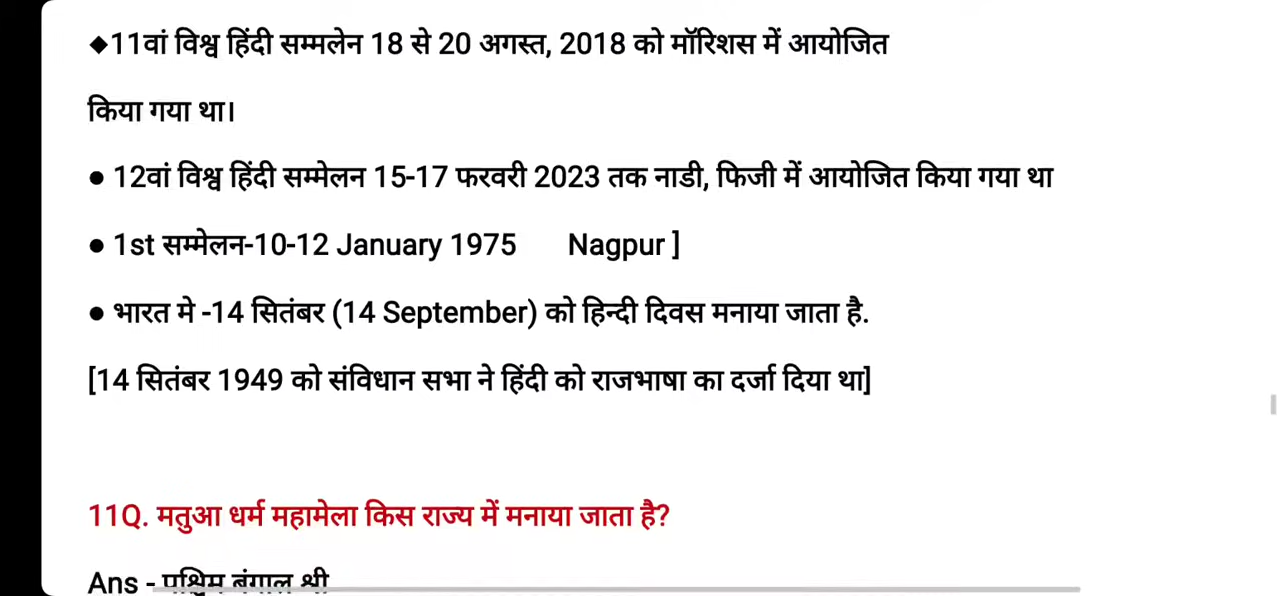 ◆11वां विश्व हिंदी सम्मलेन 18 से 20 अगस्त, 2018 को मॉरिशस में आयोजित
किया गया था।
● 12वां विश्व हिंदी सम्मेलन 15-17 फरवरी 2023 तक नाडी, फिजी में आयोजित किया गया था
● 1st सम्मेलन-10-12 January 1975 Nagpur ]
● भारत मे -14 सितंबर (14 September) को हिन्दी दिवस मनाया जाता है.
[14 सितंबर 1949 को संविधान सभा ने हिंदी को राजभाषा का दर्जा दिया था]
11Q. मतुआ धर्म महामेला किस राज्य में मनाया जाता है?
Ans - पश्चिम बंगाल श्री